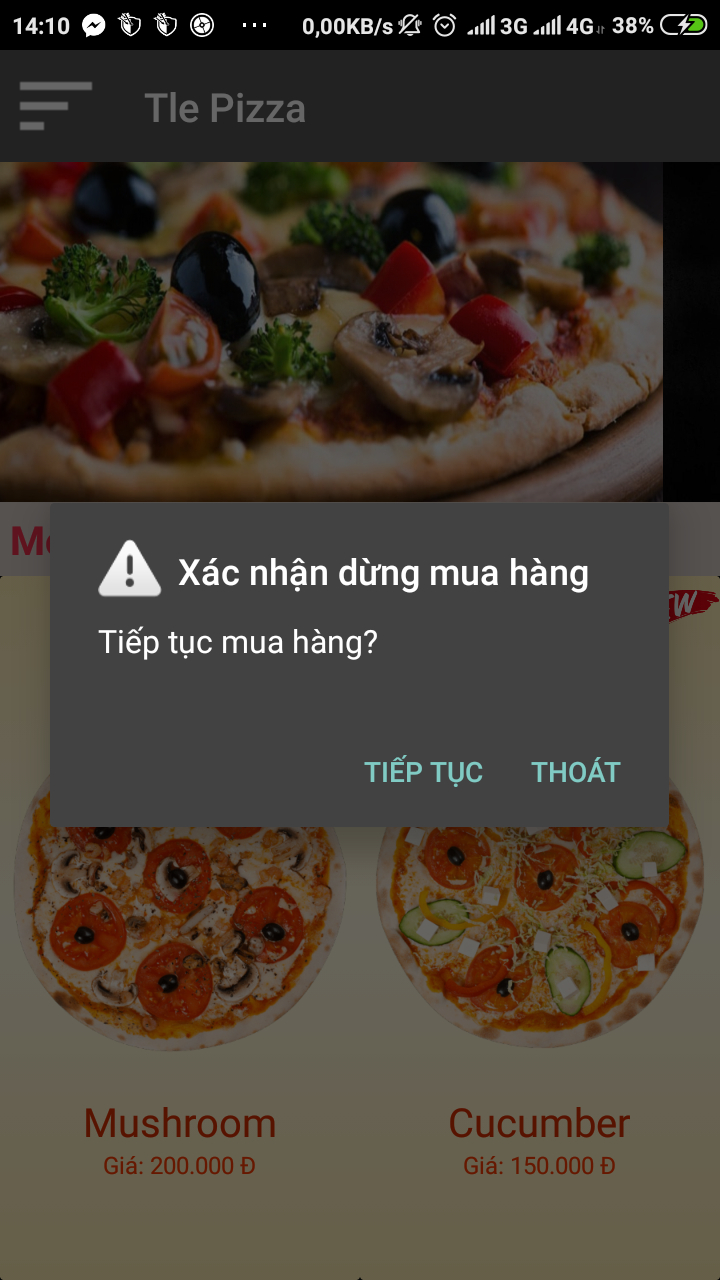 14:10 ... 0,00KB/s 3G 4G 38%
Tle Pizza
Xác nhận dừng mua hàng
Tiếp tục mua hàng?
TIẾP TỤC THOÁT
Mushroom Cucumber
Giá: 200.000 Đ Giá: 150.000 Đ